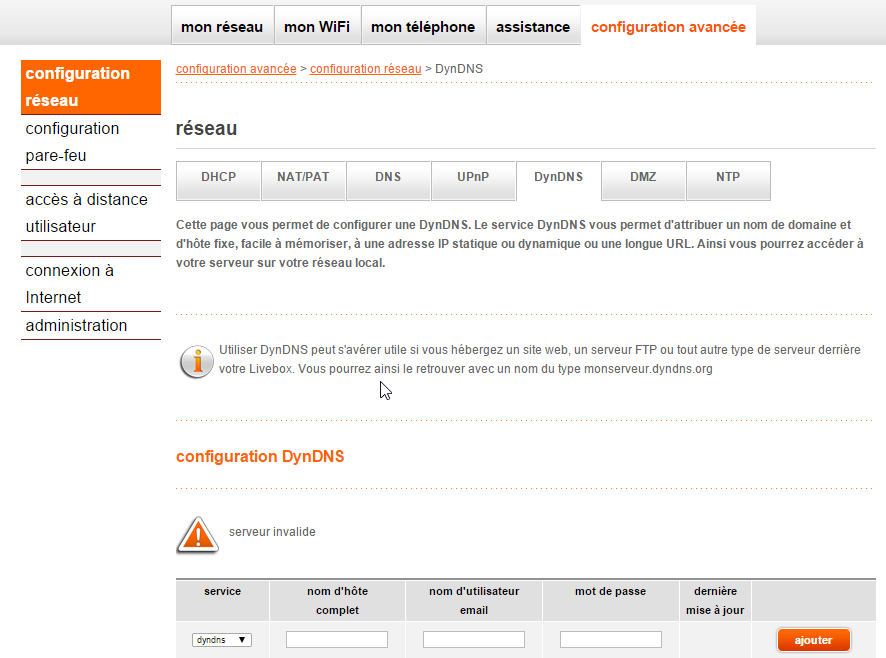 mon réseau mon WiFi mon téléphone assistance configuration avancée
configuration
réseau
configuration
pare-feu
accès à distance
utilisateur
connexion à
Internet
administration
configuration avancée > configuration réseau > DynDNS
réseau
DHCP NAT/PAT DNS UPnP DynDNS DMZ NTP
Cette page vous permet de configurer une DynDNS. Le service DynDNS vous permet d'attribuer un nom de domaine et
d'hôte fixe, facile à mémoriser, à une adresse IP statique ou dynamique ou une longue URL. Ainsi vous pourrez accéder à
votre serveur sur votre réseau local.
Utiliser DynDNS peut s'avérer utile si vous hébergez un site web, un serveur FTP ou tout autre type de serveur derrière
votre Livebox. Vous pourrez ainsi le retrouver avec un nom du type monserveur.dyndns.org
configuration DynDNS
serveur invalide
service nom d'hôte nom d'utilisateur mot de passe dernière
complet email mise à jour
dyndns ajouter